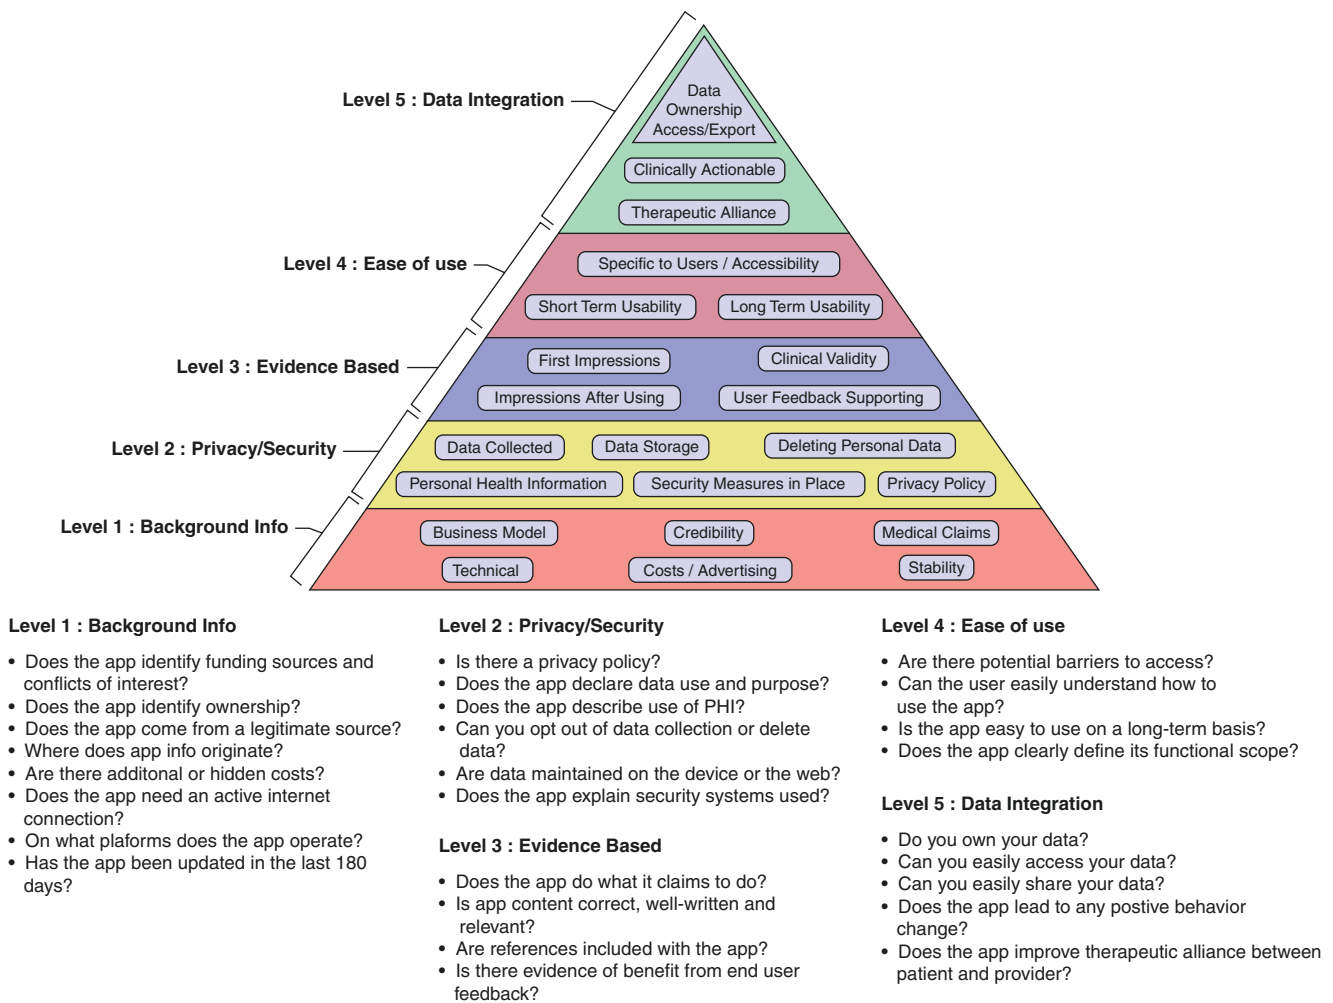 Data
Ownership
Access/Export
Level 5 : Data Integration
Clinically Actionable
Therapeutic Alliance
Level 4 : Ease of use
Specific to Users / Accessibility
Short Term Usability
Long Term Usability
Level 3 : Evidence Based
First Impressions
Clinical Validity
Impressions After Using
User Feedback Supporting
Level 2 : Privacy/Security
Data Collected
Data Storage
Deleting Personal Data
Personal Health Information
Security Measures in Place
Privacy Policy
Level 1 : Background Info
Business Model
Credibility
Medical Claims
Technical
Costs / Advertising
Stability
Level 1 : Background Info
• Does the app identify funding sources and
conflicts of interest?
• Does the app identify ownership?
• Does the app come from a legitimate source?
• Where does app info originate?
• Are there additonal or hidden costs?
• Does the app need an active internet
connection?
• On what plaforms does the app operate?
• Has the app been updated in the last 180
days?
Level 2 : Privacy/Security
• Is there a privacy policy?
• Does the app declare data use and purpose?
• Does the app describe use of PHI?
• Can you opt out of data collection or delete
data?
• Are data maintained on the device or the web?
• Does the app explain security systems used?
Level 3 : Evidence Based
• Does the app do what it claims to do?
• Is app content correct, well-written and
relevant?
• Are references included with the app?
• Is there evidence of benefit from end user
feedback?
Level 4 : Ease of use
• Are there potential barriers to access?
• Can the user easily understand how to
use the app?
• Is the app easy to use on a long-term basis?
• Does the app clearly define its functional scope?
Level 5 : Data Integration
• Do you own your data?
• Can you easily access your data?
• Can you easily share your data?
• Does the app lead to any postive behavior
change?
• Does the app improve therapeutic alliance between
patient and provider?